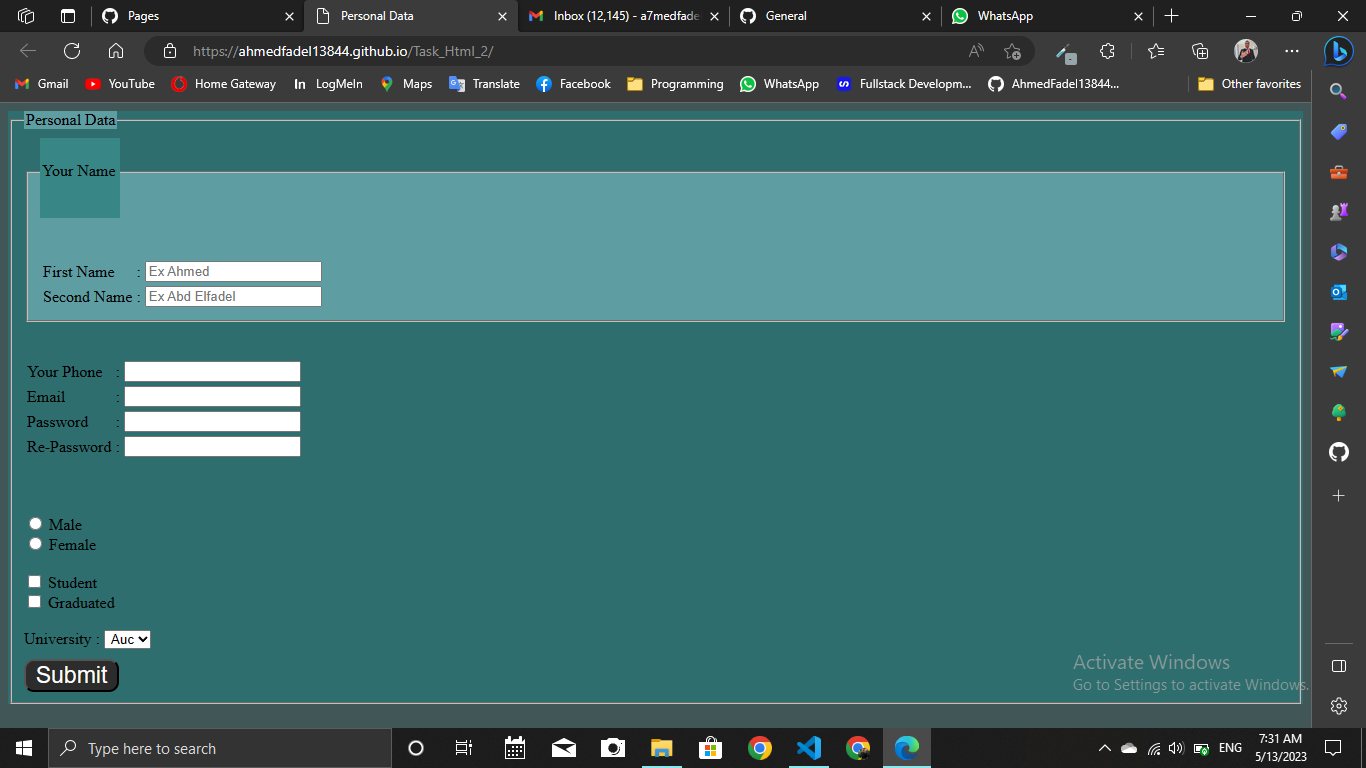 Pages
Personal Data
Inbox (12,145) - a7medfade
General
WhatsApp
https://ahmedfadel13844.github.io/Task_Html_2/
Gmail
YouTube
Home Gateway
LogMeIn
Maps
Translate
Facebook
Programming
WhatsApp
Fullstack Developm...
AhmedFadel13844...
Other favorites
Personal Data
Your Name
First Name : Ex Ahmed
Second Name : Ex Abd Elfadel
Your Phone :
Email :
Password :
Re-Password :
Male
Female
Student
Graduated
University : Auc
Submit
Activate Windows
Go to Settings to activate Windows.
Type here to search
ENG
7:31 AM
5/13/2023